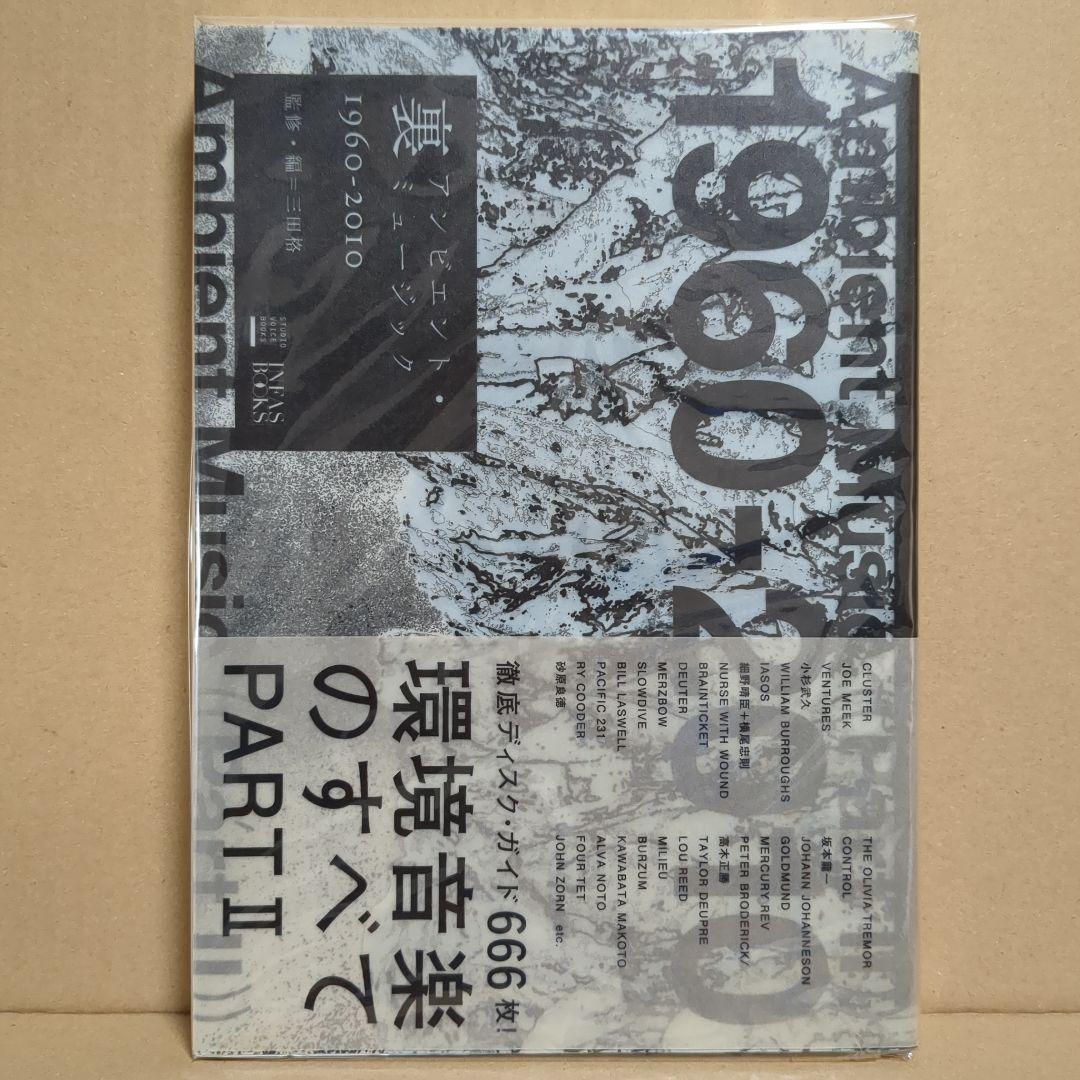 Ambient Music
1960-2010
裏
アンビエント・
ミュージック
1960-2010
監修・編=三田格
STUDIO
VOICE
BOOKS
INFAS
BOOKS
Ambient Music
CLUSTER
JOE MEEK
VENTURES
小杉武久
WILLIAM BURROUGHS
IASOS
細野晴臣+横尾忠則
BRAINTICKET
NURSE WITH WOUND
DEUTER
MERZBOW
SLOWDIVE
BILL LASWELL
PACIFIC 231
RY COODER
砂原良徳
THE OLIVIA TREMOR
CONTROL
坂本龍一
JOHANN JOHANNESON
GOLDMUND
MERCURY REV
PETER BRODERICK/
高木正勝
TAYLOR DEUPRE
LOU REED
MILIEU
BURZUM
KAWABATA MAKOTO
ALVA NOTO
FOUR TET
JOHN ZORN etc.
徹底ディスク・ガイド666枚!
環境音楽
のすべて
PART II